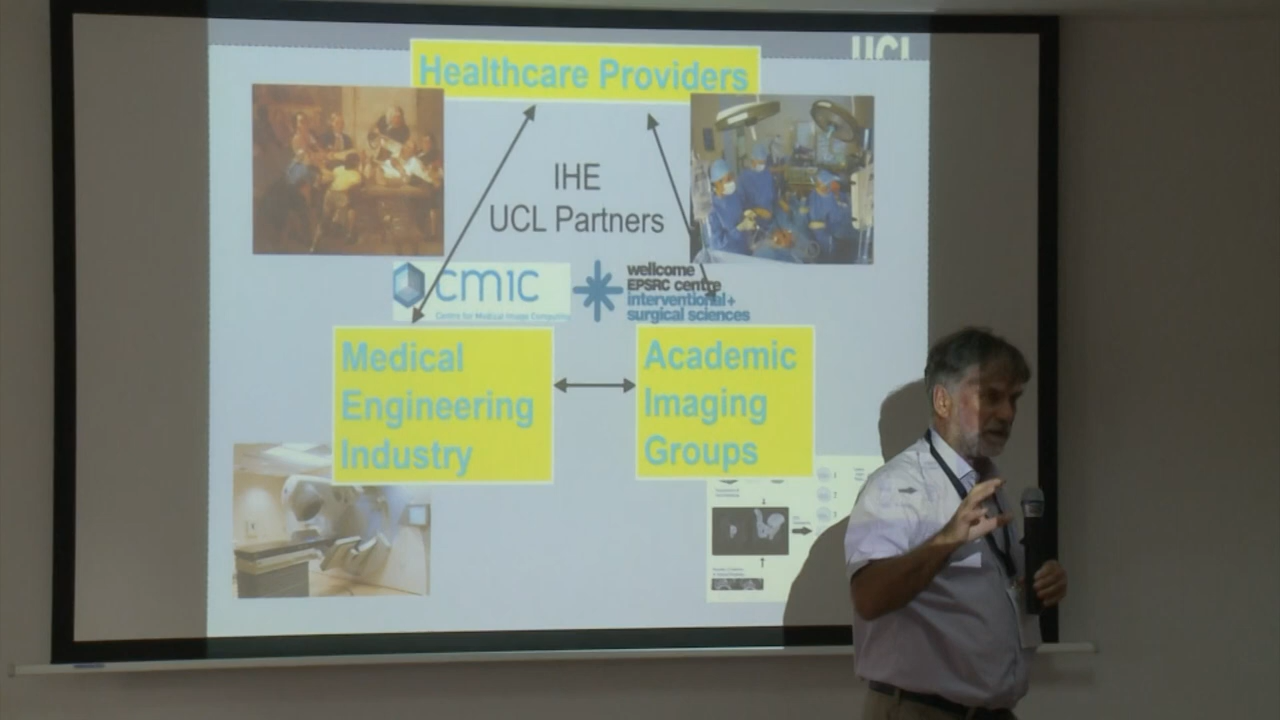 UCL
Healthcare Providers
IHE
UCL Partners
cmic
Centre for Medical Image Computing
wellcome
EPSRC centre
interventional+
surgical sciences
Medical
Engineering
Industry
Academic
Imaging
Groups